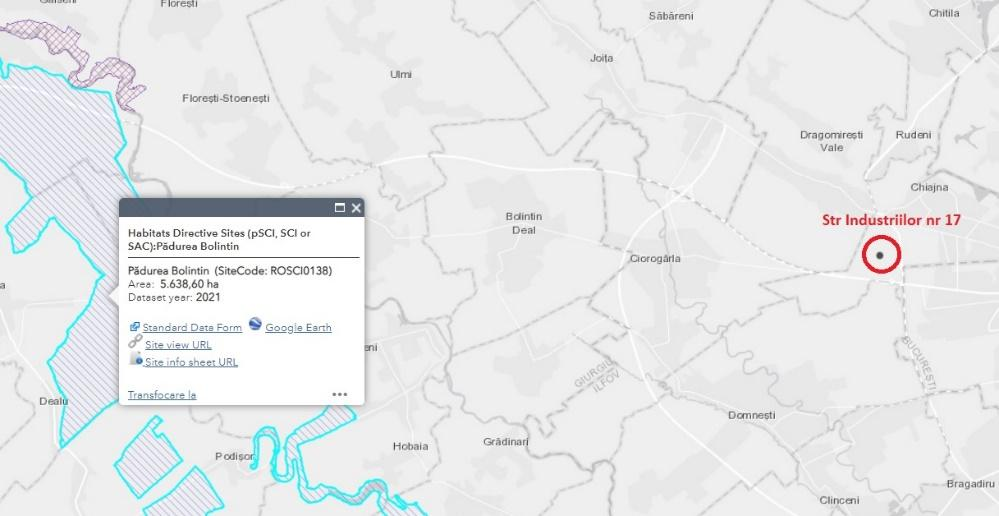 Florești
Săbăreni
Chitila
Joița
Ulmi
Florești-Stoenești
Dragomirești
Vale
Rudeni
Chiajna
Habitats Directive Sites (pSCI, SCI or
SAC):Pădurea Bolintin
Pădurea Bolintin (SiteCode: ROSCI0138)
Area: 5.638,60 ha
Dataset year: 2021
Standard Data Form
Google Earth
Site view URL
Site info sheet URL
Transfocare la
Bolintin
Deal
Str Industriilor nr 17
Ciorogârla
GIURGIU
ILFOV
BUCUREȘTI
Dealu
Domnești
Hobaia
Grădinari
Podișor
Bragadiru
Clinceni